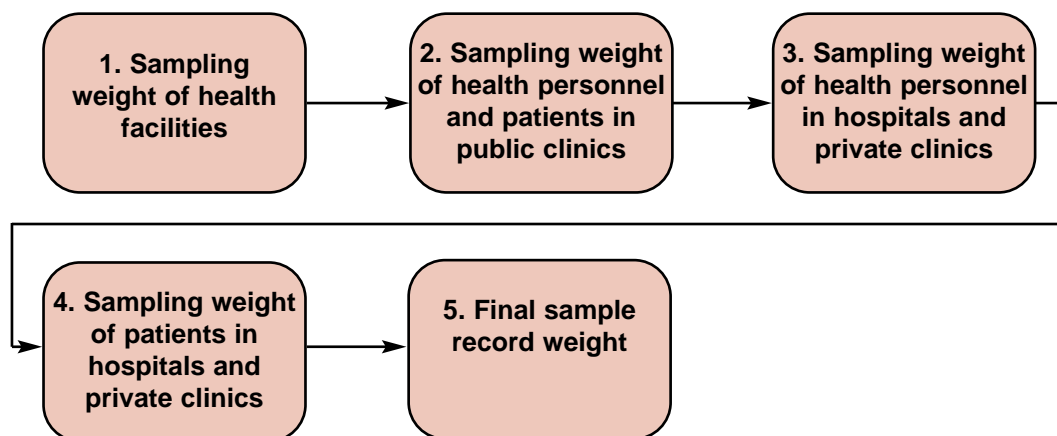 1. Sampling
weight of health
facilities
2. Sampling weight
of health personnel
and patients in
public clinics
3. Sampling weight
of health personnel
in hospitals and
private clinics
4. Sampling weight
of patients in
hospitals and
private clinics
5. Final sample
record weight